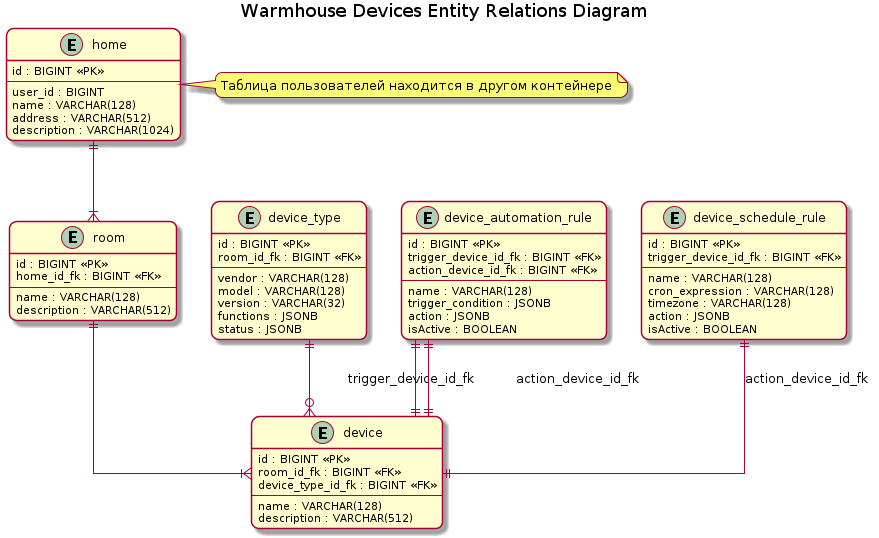 Warmhouse Devices Entity Relations Diagram
E home
id : BIGINT «PK»
user_id : BIGINT
name : VARCHAR(128)
address : VARCHAR(512)
description : VARCHAR(1024)
Таблица пользователей находится в другом контейнере
E room
id : BIGINT «PK»
home_id_fk : BIGINT «FK»
name : VARCHAR(128)
description : VARCHAR(512)
E device_type
id : BIGINT «PK»
room_id_fk : BIGINT «FK»
vendor : VARCHAR(128)
model : VARCHAR(128)
version : VARCHAR(32)
functions : JSONB
status : JSONB
E device_automation_rule
id : BIGINT «PK»
trigger_device_id_fk : BIGINT «FK»
action_device_id_fk : BIGINT «FK»
name : VARCHAR(128)
trigger_condition : JSONB
action : JSONB
isActive : BOOLEAN
E device_schedule_rule
id : BIGINT «PK»
trigger_device_id_fk : BIGINT «FK»
name : VARCHAR(128)
cron_expression : VARCHAR(128)
timezone : VARCHAR(128)
action : JSONB
isActive : BOOLEAN
trigger_device_id_fk
action_device_id_fk
action_device_id_fk
E device
id : BIGINT «PK»
room_id_fk : BIGINT «FK»
device_type_id_fk : BIGINT «FK»
name : VARCHAR(128)
description : VARCHAR(512)